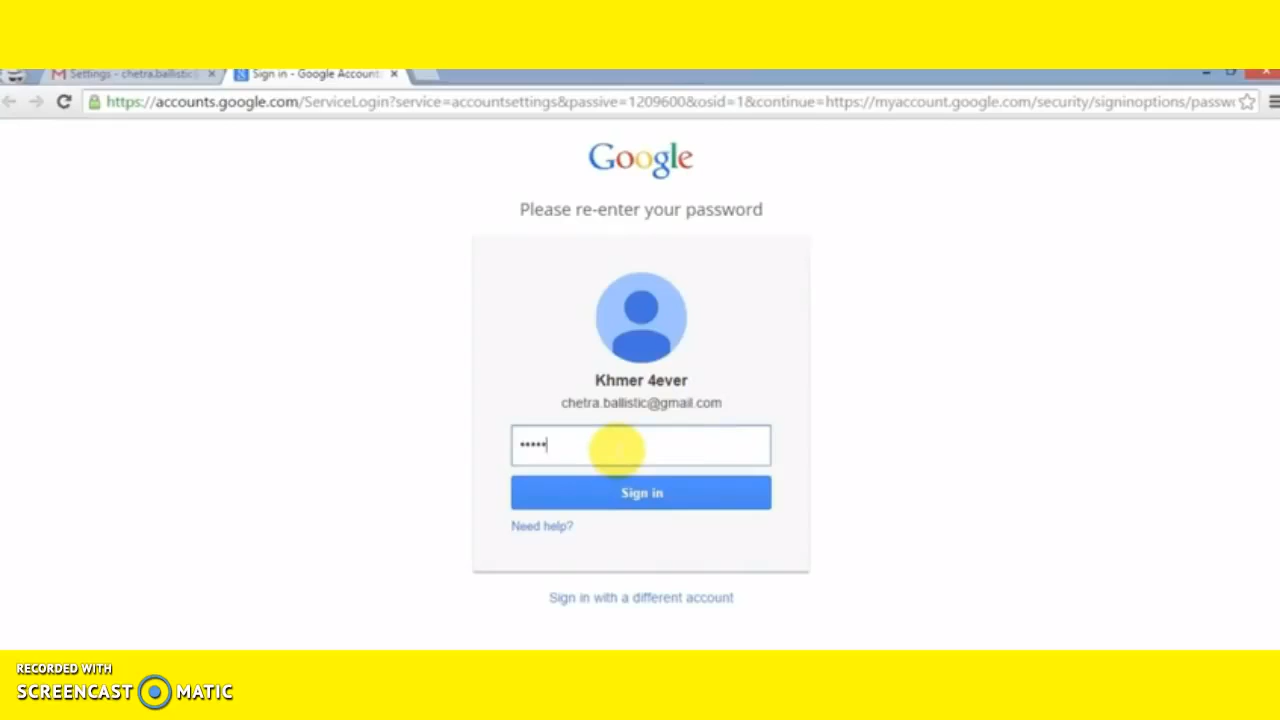 Settings - chetra.ballistic
Sign in - Google Account
https://accounts.google.com/ServiceLogin?service=accountsettings&passive=1209600&osid=1&continue=https://myaccount.google.com/security/signinoptions/passw
Google
Please re-enter your password
Khmer 4ever
chetra.ballistic@gmail.com
•••••
Sign in
Need help?
Sign in with a different account
RECORDED WITH
SCREENCAST MATIC